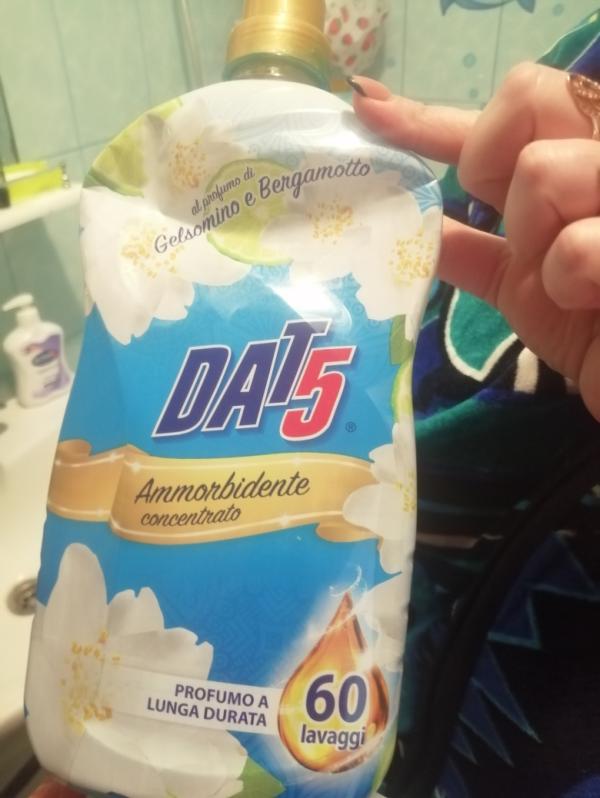 al profumo di
Gelsomino e Bergamotto
DAT5®
Ammorbidente
concentrato
PROFUMO A
LUNGA DURATA
60
lavaggi